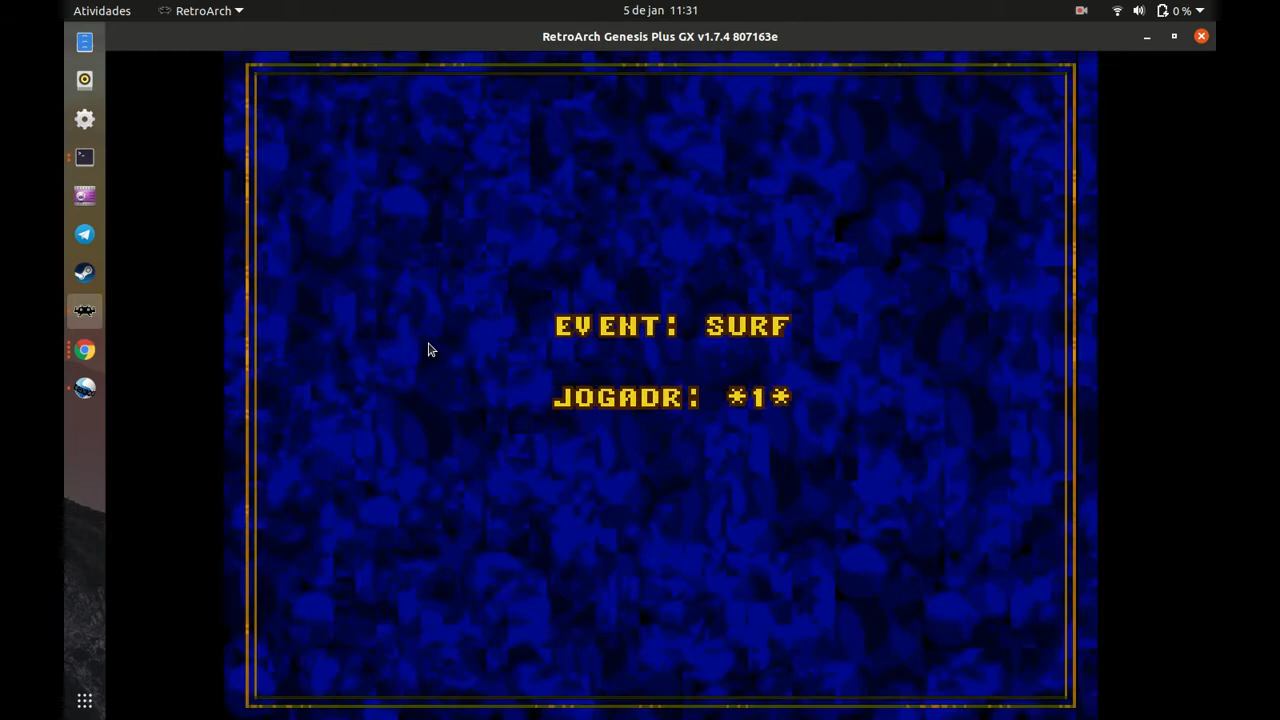 Atividades RetroArch 5 de jan 11:31 0 %
RetroArch Genesis Plus GX v1.7.4 807163e
EVENT: SURF
JOGADR: *1*